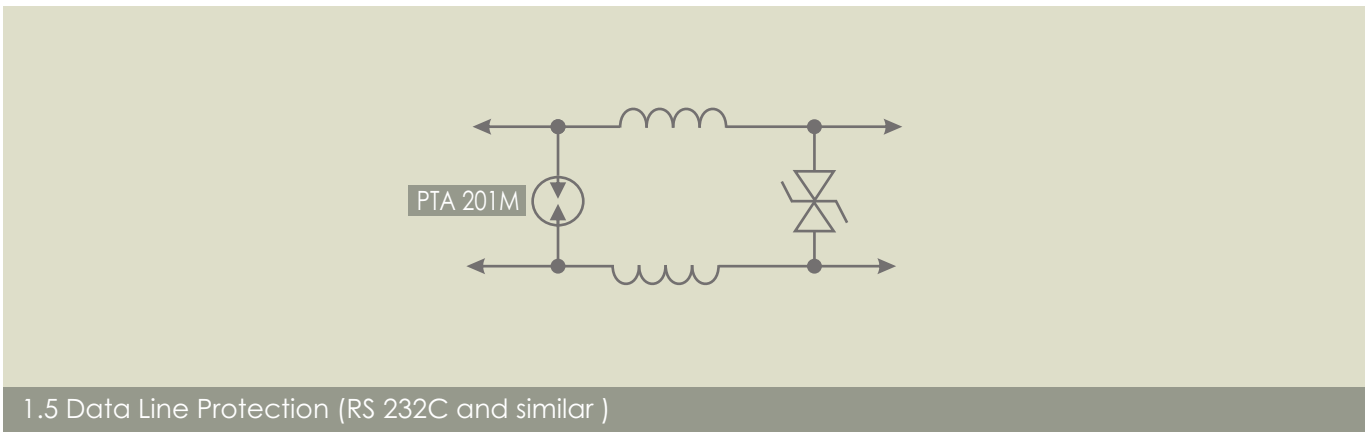 PTA 201M
1.5 Data Line Protection (RS 232C and similar )